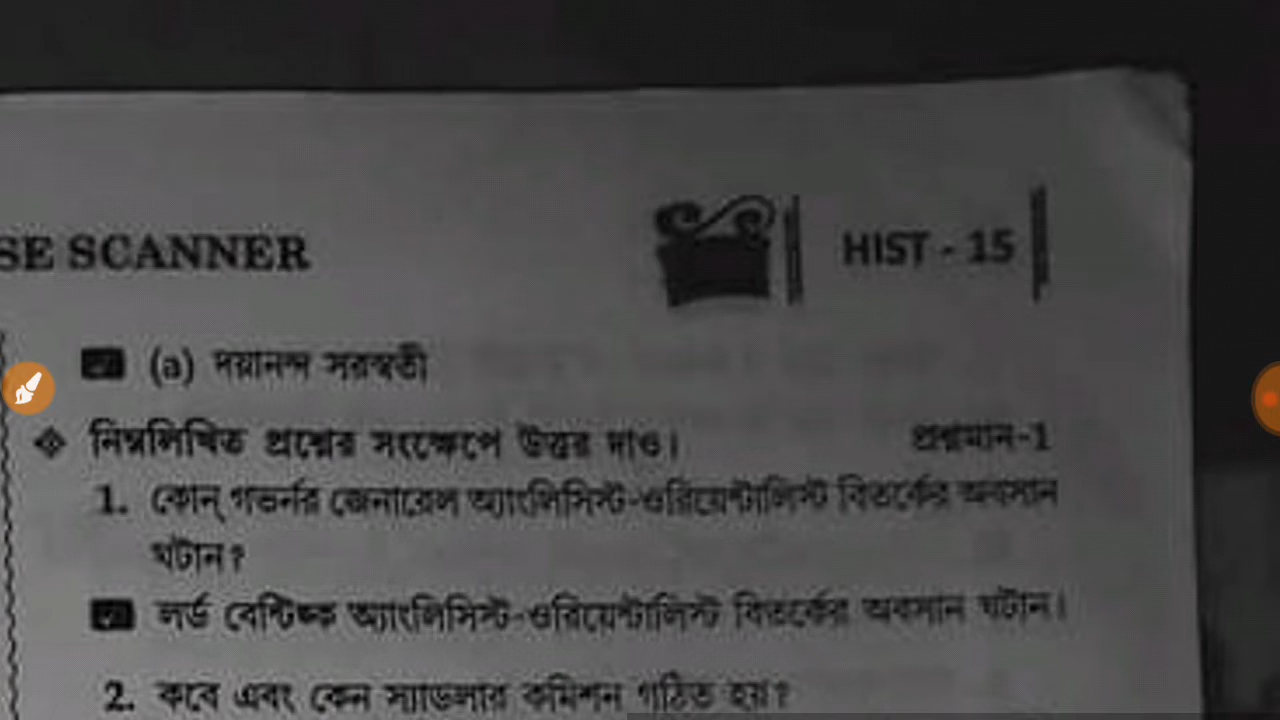 SE SCANNER
HIST - 15
(a) দয়ানন্দ সরস্বতী
নিম্নলিখিত প্রশ্নের সংক্ষেপে উত্তর দাও। প্রশ্নমান-1
1. কোন্ গভর্নর জেনারেল অ্যাংলিসিস্ট-ওরিয়েন্টালিস্ট বিতর্কের অবসান
ঘটান?
লর্ড বেন্টিঙ্ক অ্যাংলিসিস্ট-ওরিয়েন্টালিস্ট বিতর্কের অবসান ঘটান।
2. কবে এবং কেন স্যাডলার কমিশন গঠিত হয়?